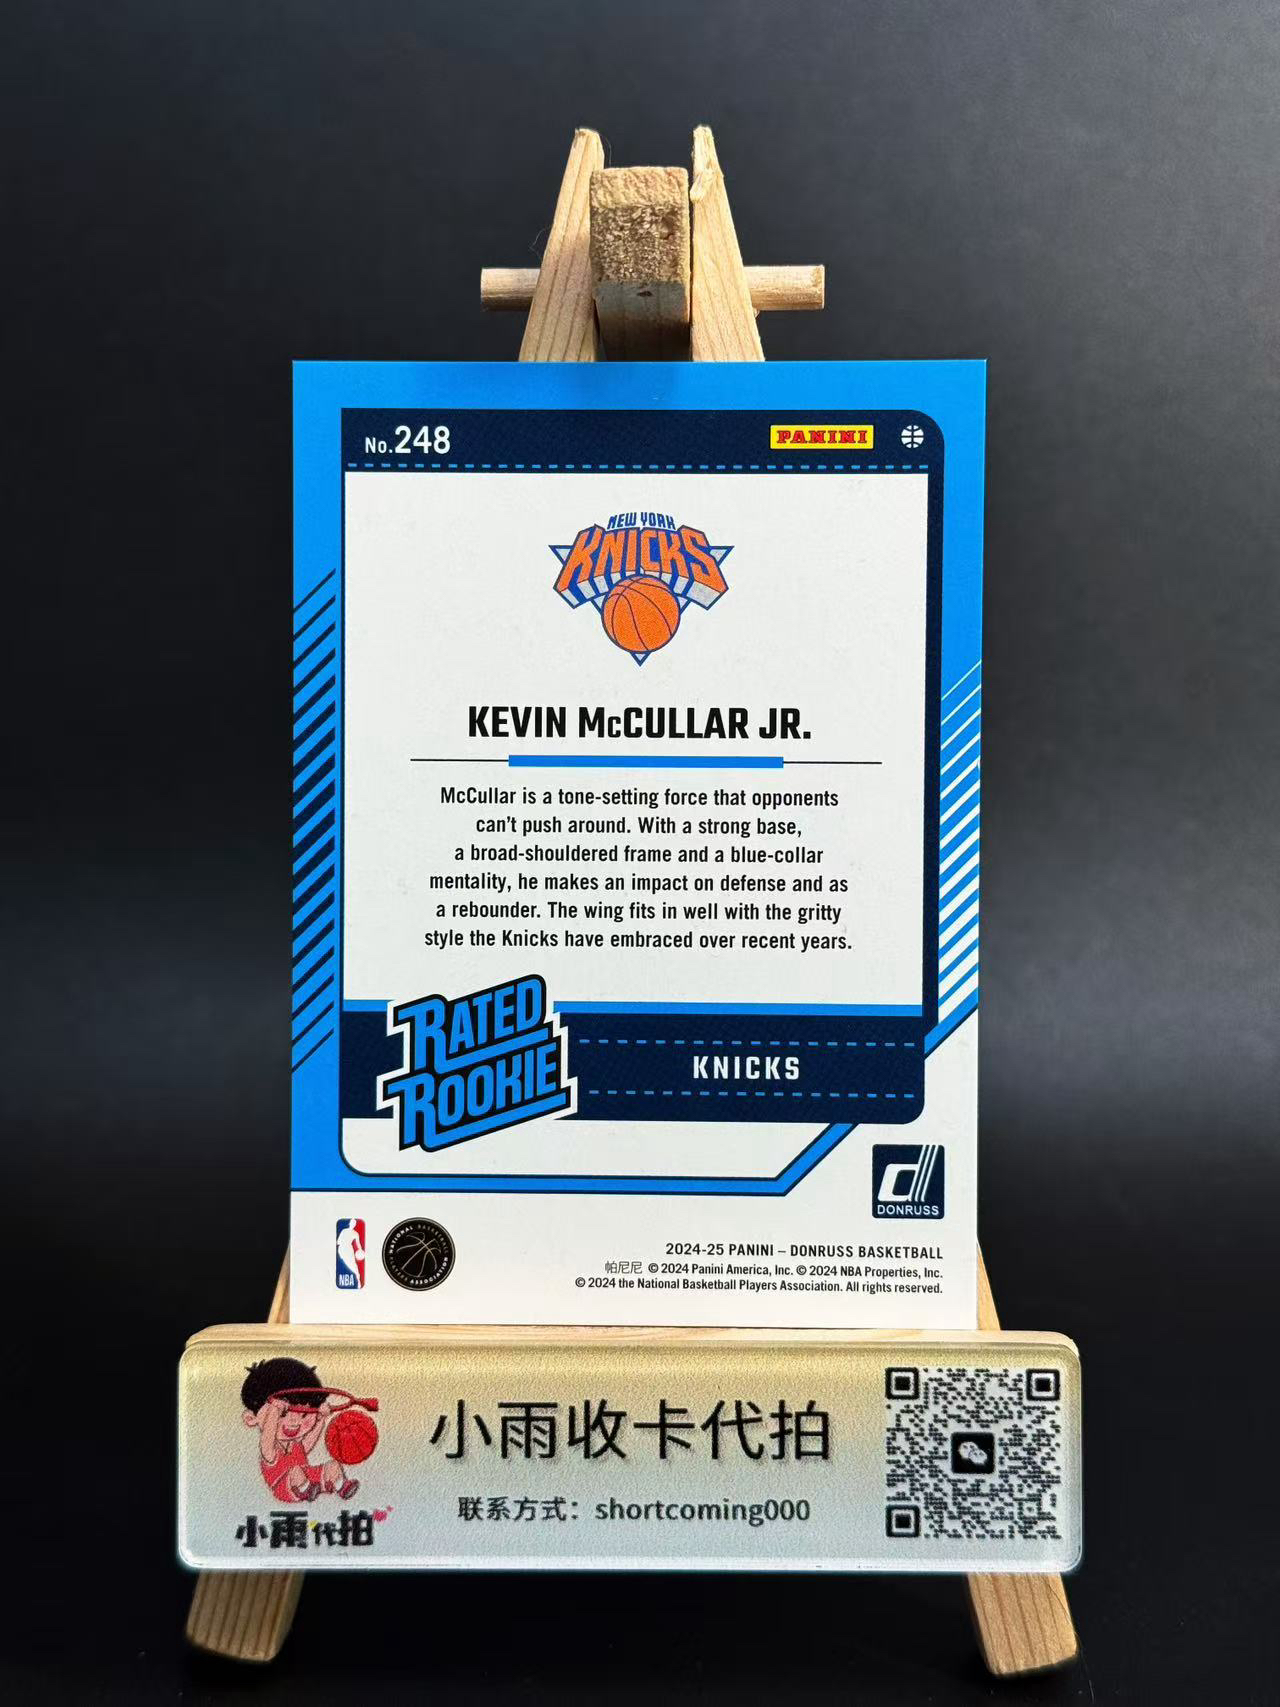 No.248
PANINI
NEW YORK
KNICKS
KEVIN McCULLAR JR.
McCullar is a tone-setting force that opponents
can't push around. With a strong base,
a broad-shouldered frame and a blue-collar
mentality, he makes an impact on defense and as
a rebounder. The wing fits in well with the gritty
style the Knicks have embraced over recent years.
RATED
ROOKIE
KNICKS
DONRUSS
NBA
NATIONAL BASKETBALL
PLAYERS ASSOCIATION
2024-25 PANINI – DONRUSS BASKETBALL
帕尼尼 © 2024 Panini America, Inc. © 2024 NBA Properties, Inc.
© 2024 the National Basketball Players Association. All rights reserved.
小雨收卡代拍
联系方式：shortcoming000
小雨代拍